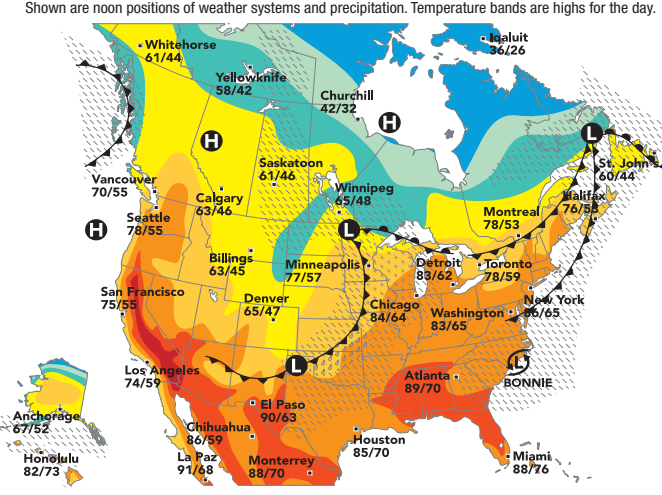 Shown are noon positions of weather systems and precipitation. Temperature bands are highs for the day.
Iqaluit
36/26
Whitehorse
61/44
Yellowknife
58/42
Churchill
42/32
H
H
L
St. John's
60/44
Saskatoon
61/46
Vancouver
70/55
Calgary
63/46
Winnipeg
65/48
Halifax
76/55
Seattle
78/55
Montreal
78/53
H
L
Billings
63/45
Minneapolis
77/57
Detroit
83/62
Toronto
78/59
San Francisco
75/55
Denver
65/47
Chicago
84/64
Washington
83/65
New York
86/65
L
L
Los Angeles
74/59
Atlanta
89/70
BONNIE
El Paso
90/63
Anchorage
67/52
Chihuahua
86/59
Houston
85/70
Honolulu
82/73
La Paz
91/68
Monterrey
88/70
Miami
88/76